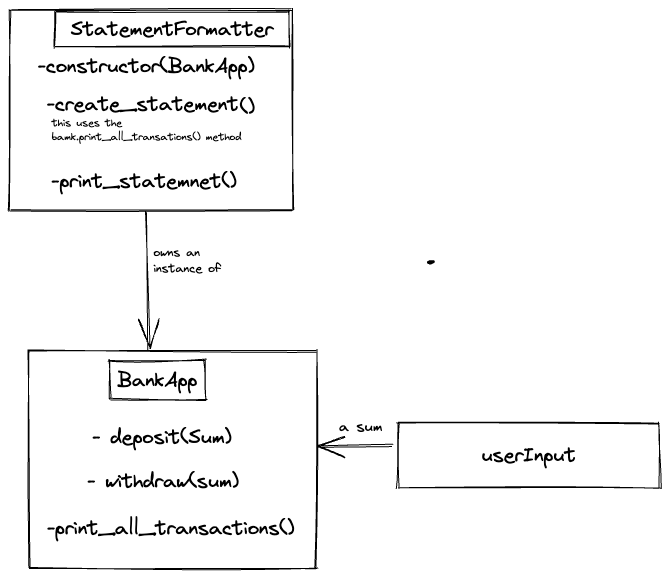 StatementFormatter
-constructor(BankApp)
-create_statement()
this uses the
bamk.print_all_transations() method
-print_statemnet()
owns an
instance of
BankApp
- deposit(Sum)
- withdraw(sum)
-print_all_transactions()
a sum
userInput